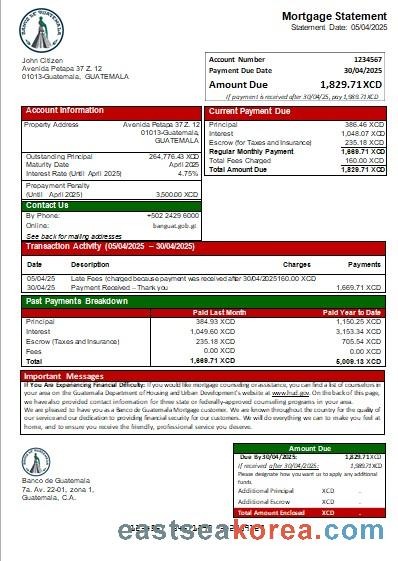 BANCO DE GUATEMALA
Mortgage Statement
Statement Date: 05/04/2025
John Citizen
Avenida Petapa 37 Z. 12
01013-Guatemala, GUATEMALA
Account Number 1234567
Payment Due Date 30/04/2025
Amount Due 1,829.71XCD
If payment is received after 30/04/25, pay 1,989.71XCD
Account Information
Property Address Avenida Petapa 37 Z. 12
01013-Guatemala,
GUATEMALA
Outstanding Principal 264,776.43 XCD
Maturity Date April 2025
Interest Rate (Until April 2025) 4.75%
Prepayment Penalty
(Until April 2025) 3,500.00 XCD
Contact Us
By Phone: +502 2429 6000
Online: banguat.gob.gt
See back for mailing addresses
Current Payment Due
Principal 386.46 XCD
Interest 1,048.07 XCD
Escrow (for Taxes and Insurance) 235.18 XCD
Regular Monthly Payment 1,669.71 XCD
Total Fees Charged 160.00 XCD
Total Amount Due 1,829.71 XCD
Transaction Activity (05/04/2025 – 30/04/2025)
Date Description Charges Payments
05/04/25 Late Fees (charged because payment was received after 30/04/2025 160.00 XCD
30/04/25 Payment Received – Thank you 1,669.71 XCD
Past Payments Breakdown
Paid Last Month Paid Year to Date
Principal 384.93 XCD 1,150.25 XCD
Interest 1,049.60 XCD 3,153.34 XCD
Escrow (Taxes and Insurance) 235.18 XCD 705.54 XCD
Fees 0.00 XCD 0.00 XCD
Total 1,669.71 XCD 5,009.13 XCD
Important Messages
If You Are Experiencing Financial Difficulty: If you would like mortgage counseling or assistance, you can find a list of counselors in
your area on the Guatemala Department of Housing and Urban Development's website at www.hud.gov. On the back of this page,
we have also provided contact information for three state or federally-approved counseling programs in your area.
We are pleased to have you as a Banco de Guatemala Mortgage customer. We are known throughout the country for the quality of
our service and our dedication to providing financial security for our customers. We will do everything we can to make you feel at
home, and to ensure you receive the friendly, professional service you deserve.
Banco de Guatemala
7a. Av. 22-01, zona 1,
Guatemala, C.A.
Amount Due
Due By 30/04/2025: 1,829.71XCD
If received after 30/04/2025: 1,989.71XCD
Please designate how you want us to apply any additional
funds.
Additional Principal XCD .
Additional Escrow XCD .
Total Amount Enclosed XCD .
eastseakorea.com